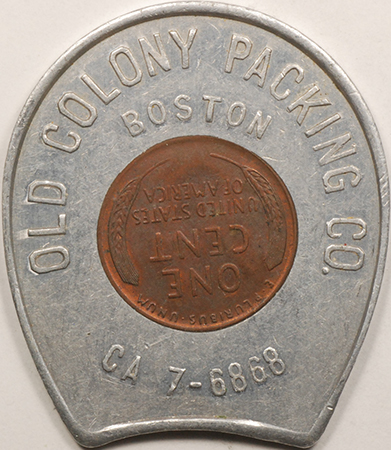 OLD COLONY PACKING CO.
BOSTON
E·PLURIBUS·UNUM
ONE
CENT
UNITED STATES
OF AMERICA
CA 7-6868